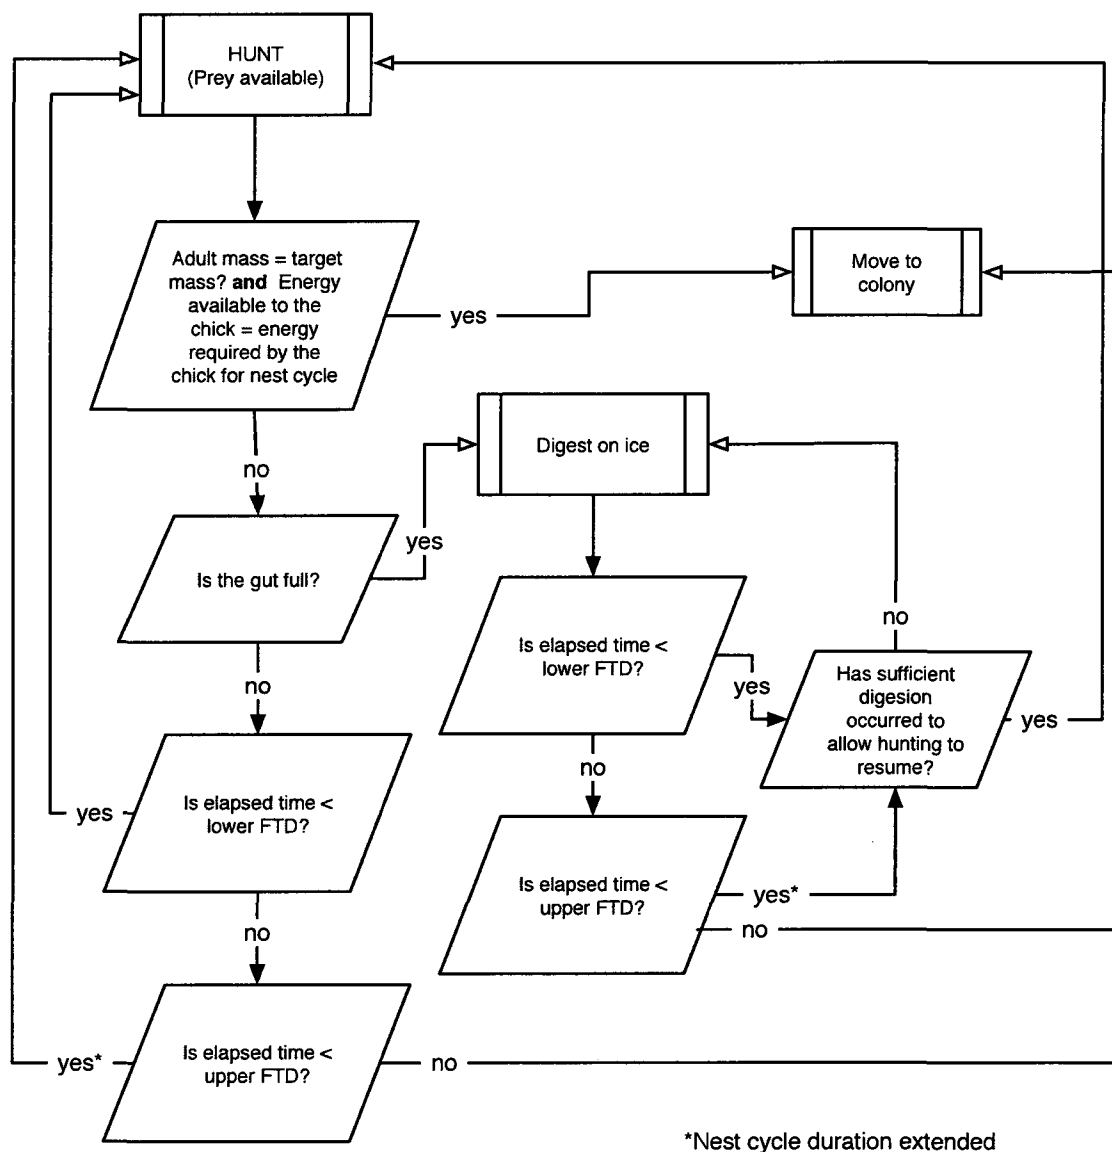 HUNT
(Prey available)
Adult mass = target
mass? and Energy
available to the
chick = energy
required by the
chick for nest cycle
yes
Move to
colony
no
Digest on ice
yes
Is the gut full?
no
Is elapsed time <
lower FTD?
yes
no
Has sufficient
digesion
occurred to
allow hunting to
resume?
yes
no
no
Is elapsed time <
lower FTD?
yes
Is elapsed time <
upper FTD?
yes*
no
no
Is elapsed time <
upper FTD?
yes*
no
*Nest cycle duration extended